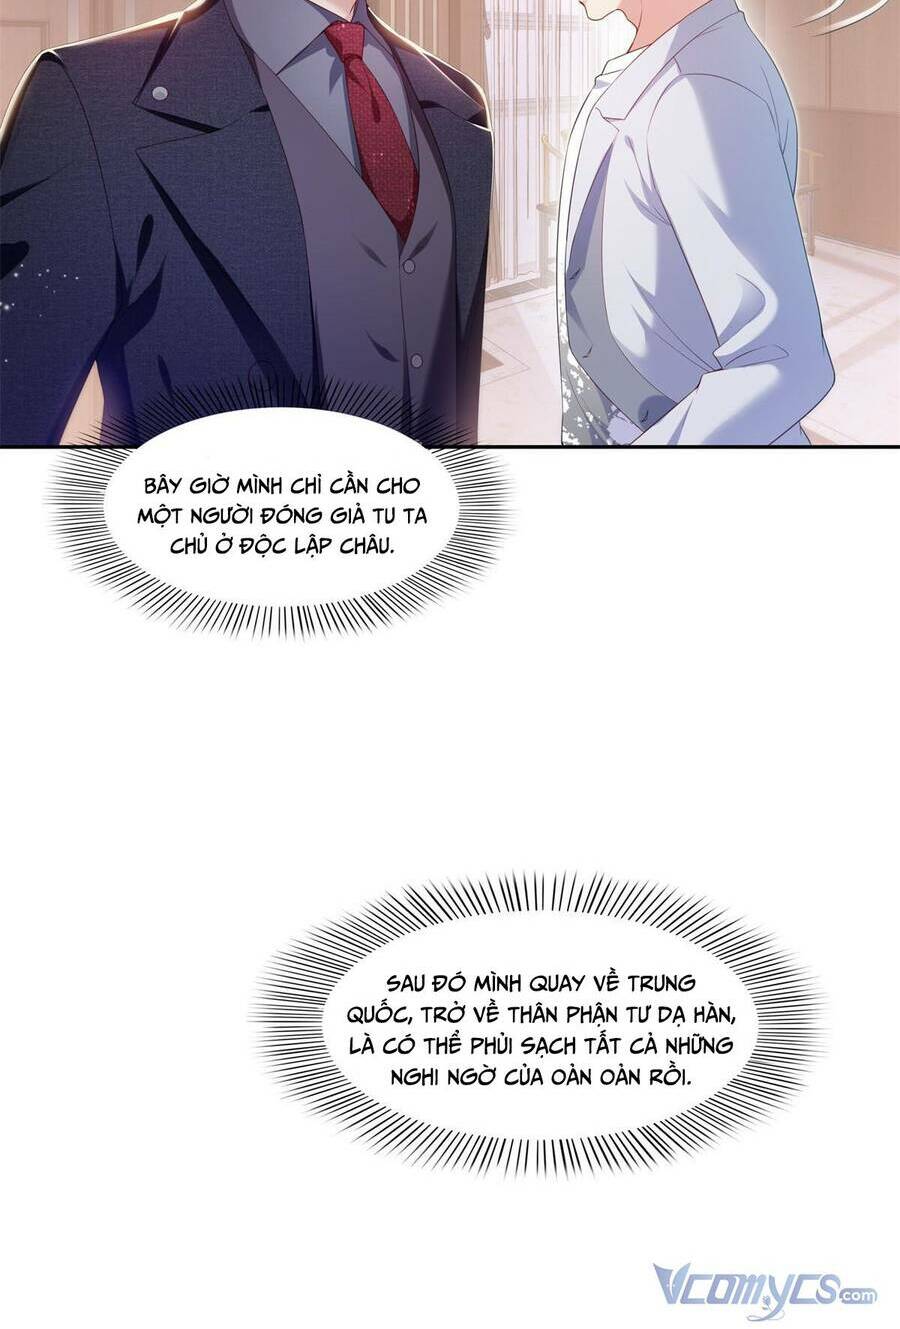 BÂY GIỜ MÌNH CHỈ CẦN CHO
MỘT NGƯỜI ĐÓNG GIẢ TU TA
CHỦ Ở ĐỘC LẬP CHÂU.
SAU ĐÓ MÌNH QUAY VỀ TRUNG
QUỐC, TRỞ VỀ THÂN PHẬN TƯ DẠ HÀN,
LÀ CÓ THỂ PHỦI SẠCH TẤT CẢ NHỮNG
NGHI NGỜ CỦA OẢN OẢN RỒI.
VCOMYCS.com